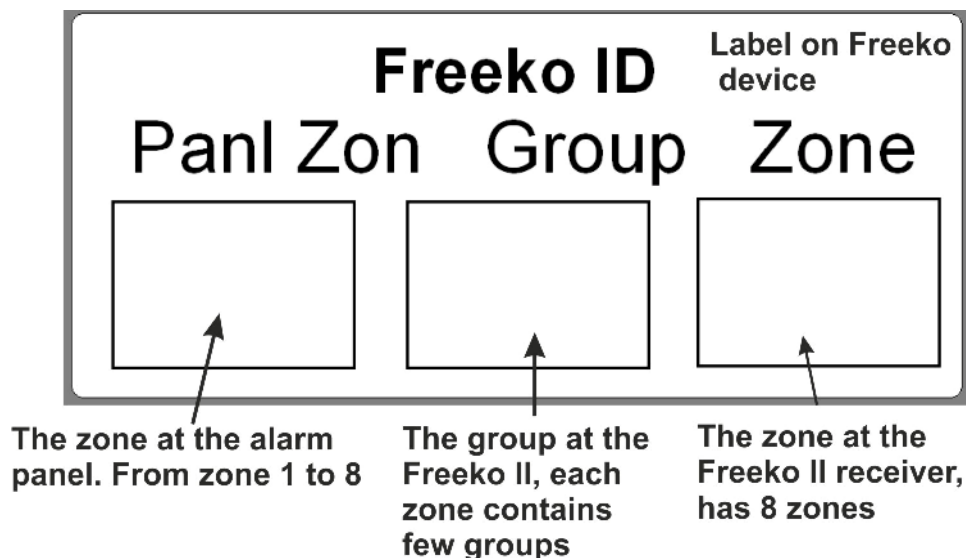 Freeko ID
Label on Freeko
device
Panl Zon Group Zone
The zone at the alarm
panel. From zone 1 to 8
The group at the
Freeko II, each
zone contains
few groups
The zone at the
Freeko II receiver,
has 8 zones